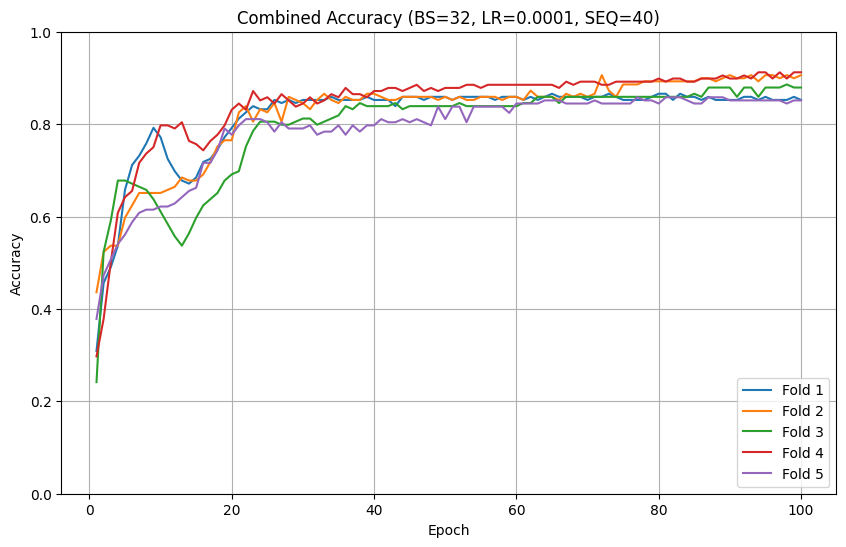 Combined Accuracy (BS=32, LR=0.0001, SEQ=40)
1.0
0.8
0.6
0.4
0.2
0.0
Accuracy
0 20 40 60 80 100
Epoch
Fold 1
Fold 2
Fold 3
Fold 4
Fold 5